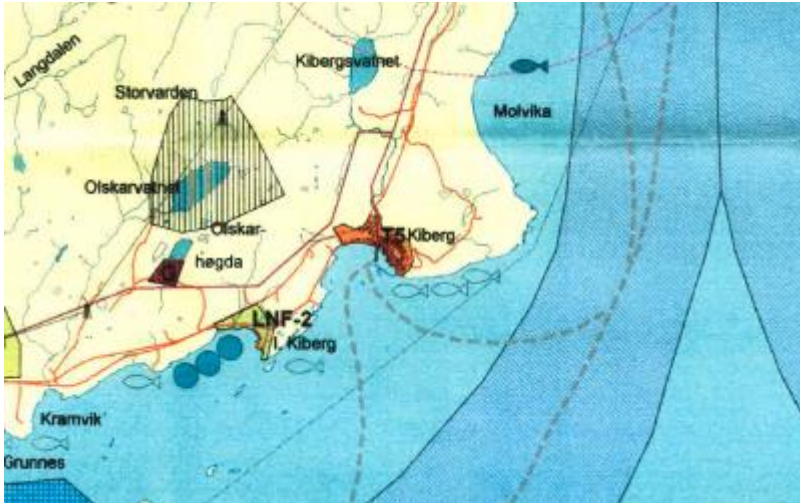 Langdalen
Kibergsvatnet
Storvarden
Molvika
Olskarvatnet
Olskar-
høgda
T5 Kiberg
LNF-2
I. Kiberg
Kramvik
Grunnes